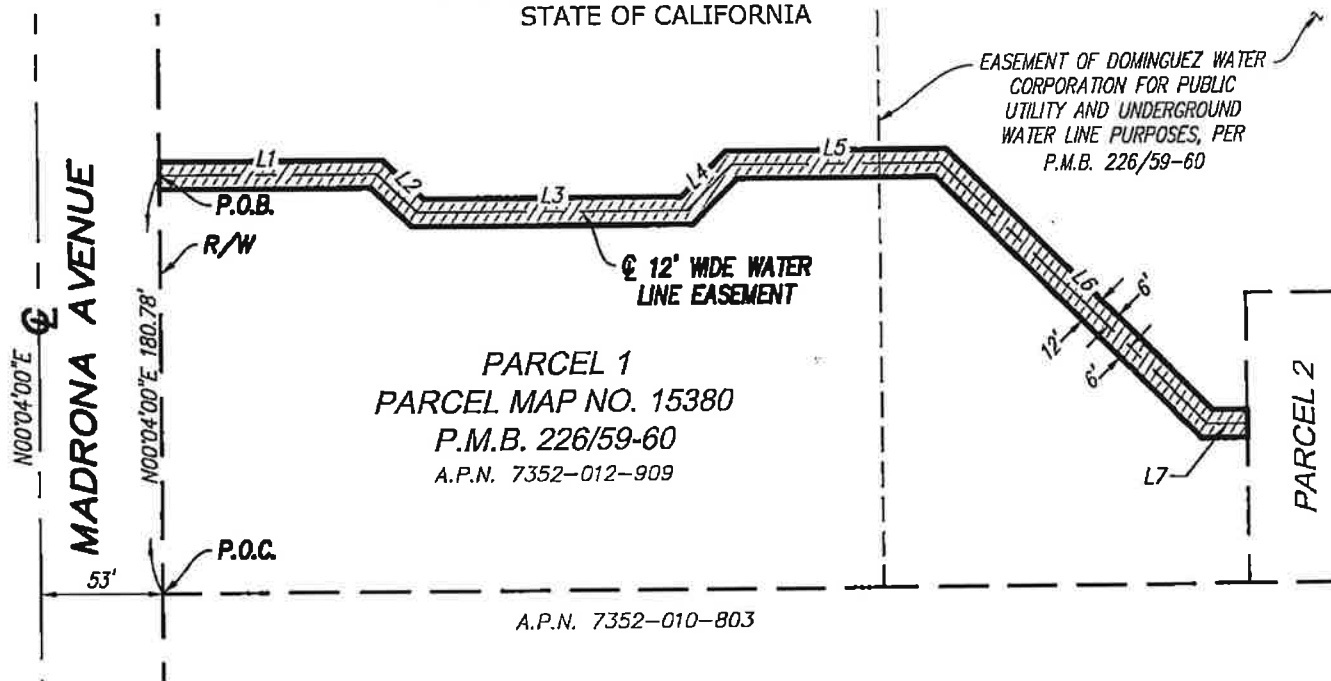 STATE OF CALIFORNIA
EASEMENT OF DOMINGUEZ WATER
CORPORATION FOR PUBLIC
UTILITY AND UNDERGROUND
WATER LINE PURPOSES, PER
P.M.B. 226/59-60
L1
L2
L3
L4
L5
P.O.B.
R/W
℄ 12' WIDE WATER
LINE EASEMENT
L6
6'
12'
6'
N00°04'00"E ℄
MADRONA AVENUE
N00°04'00"E 180.78'
PARCEL 1
PARCEL MAP NO. 15380
P.M.B. 226/59-60
A.P.N. 7352-012-909
L7
PARCEL 2
P.O.C.
53'
A.P.N. 7352-010-803